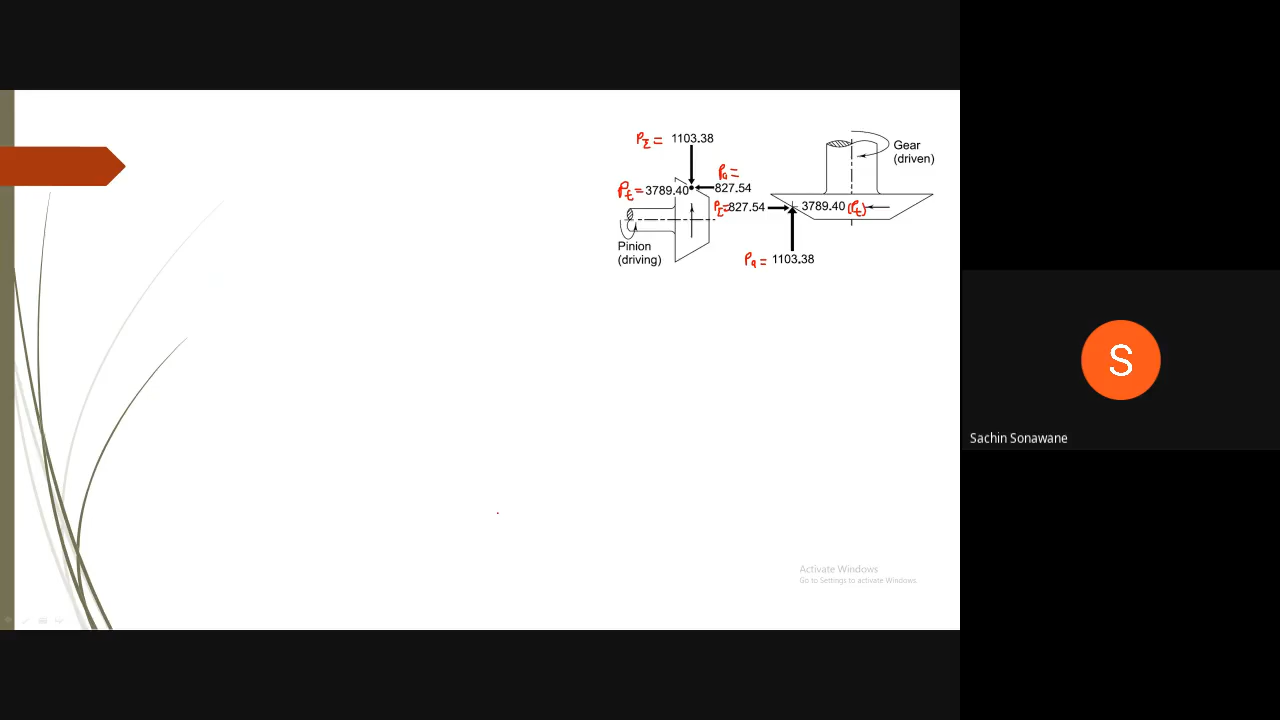 Pr = 1103.38
Pa =
Pt = 3789.40
827.54
Pinion
(driving)
Gear
(driven)
Pr = 827.54
3789.40 (Pt)
Pa = 1103.38
S
Sachin Sonawane
Activate Windows
Go to Settings to activate Windows.